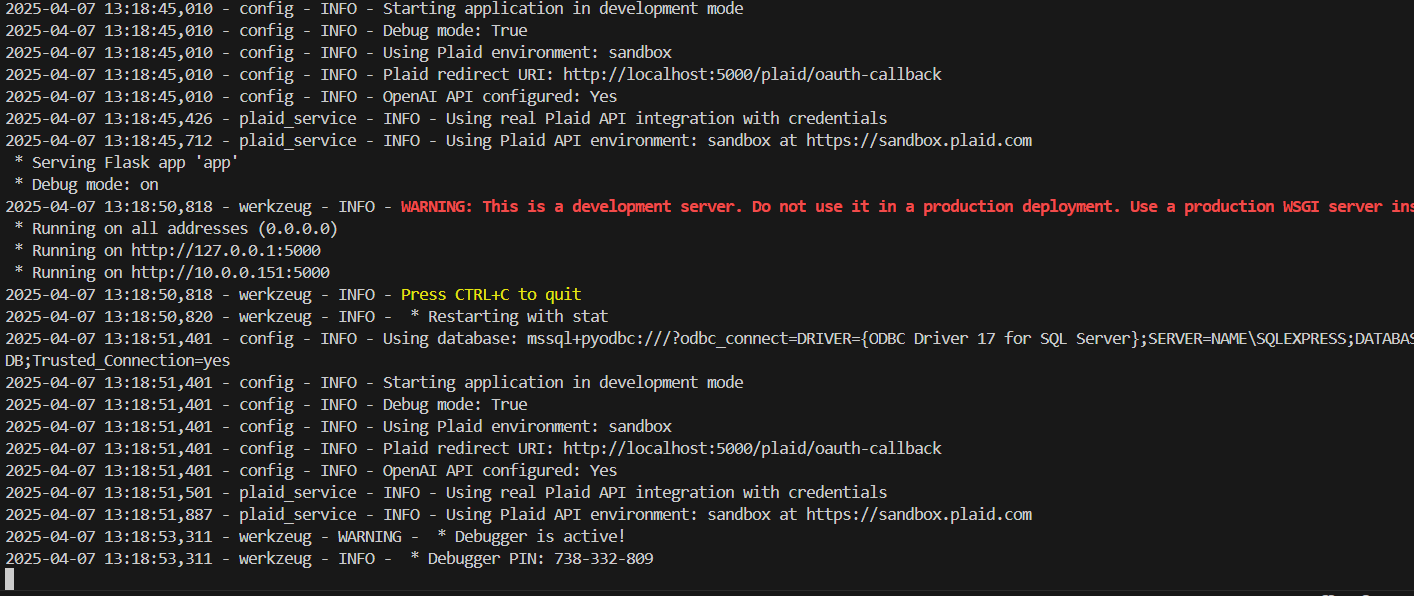 2025-04-07 13:18:45,010 - config - INFO - Starting application in development mode
2025-04-07 13:18:45,010 - config - INFO - Debug mode: True
2025-04-07 13:18:45,010 - config - INFO - Using Plaid environment: sandbox
2025-04-07 13:18:45,010 - config - INFO - Plaid redirect URI: http://localhost:5000/plaid/oauth-callback
2025-04-07 13:18:45,010 - config - INFO - OpenAI API configured: Yes
2025-04-07 13:18:45,426 - plaid_service - INFO - Using real Plaid API integration with credentials
2025-04-07 13:18:45,712 - plaid_service - INFO - Using Plaid API environment: sandbox at https://sandbox.plaid.com
 * Serving Flask app 'app'
 * Debug mode: on
2025-04-07 13:18:50,818 - werkzeug - INFO - WARNING: This is a development server. Do not use it in a production deployment. Use a production WSGI server ins
 * Running on all addresses (0.0.0.0)
 * Running on http://127.0.0.1:5000
 * Running on http://10.0.0.151:5000
2025-04-07 13:18:50,818 - werkzeug - INFO - Press CTRL+C to quit
2025-04-07 13:18:50,820 - werkzeug - INFO -  * Restarting with stat
2025-04-07 13:18:51,401 - config - INFO - Using database: mssql+pyodbc:///?odbc_connect=DRIVER={ODBC Driver 17 for SQL Server};SERVER=NAME\SQLEXPRESS;DATABAS
DB;Trusted_Connection=yes
2025-04-07 13:18:51,401 - config - INFO - Starting application in development mode
2025-04-07 13:18:51,401 - config - INFO - Debug mode: True
2025-04-07 13:18:51,401 - config - INFO - Using Plaid environment: sandbox
2025-04-07 13:18:51,401 - config - INFO - Plaid redirect URI: http://localhost:5000/plaid/oauth-callback
2025-04-07 13:18:51,401 - config - INFO - OpenAI API configured: Yes
2025-04-07 13:18:51,501 - plaid_service - INFO - Using real Plaid API integration with credentials
2025-04-07 13:18:51,887 - plaid_service - INFO - Using Plaid API environment: sandbox at https://sandbox.plaid.com
2025-04-07 13:18:53,311 - werkzeug - WARNING -  * Debugger is active!
2025-04-07 13:18:53,311 - werkzeug - INFO -  * Debugger PIN: 738-332-809